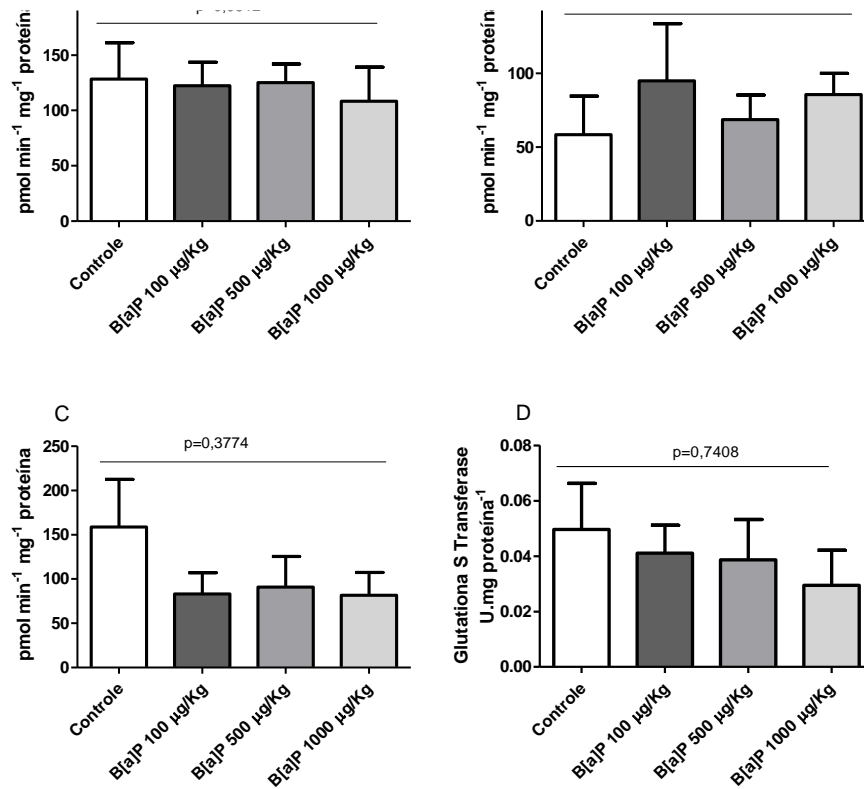 pmol min⁻¹ mg⁻¹ proteína
150
100
50
0
Controle
B[a]P 100 µg/Kg
B[a]P 500 µg/Kg
B[a]P 1000 µg/Kg
pmol min⁻¹ mg⁻¹
100
50
0
Controle
B[a]P 100 µg/Kg
B[a]P 500 µg/Kg
B[a]P 1000 µg/Kg
C
p=0,3774
pmol min⁻¹ mg⁻¹ proteína
250
200
150
100
50
0
Controle
B[a]P 100 µg/Kg
B[a]P 500 µg/Kg
B[a]P 1000 µg/Kg
D
p=0,7408
Glutationa S Transferase
U.mg proteína⁻¹
0.08
0.06
0.04
0.02
0.00
Controle
B[a]P 100 µg/Kg
B[a]P 500 µg/Kg
B[a]P 1000 µg/Kg